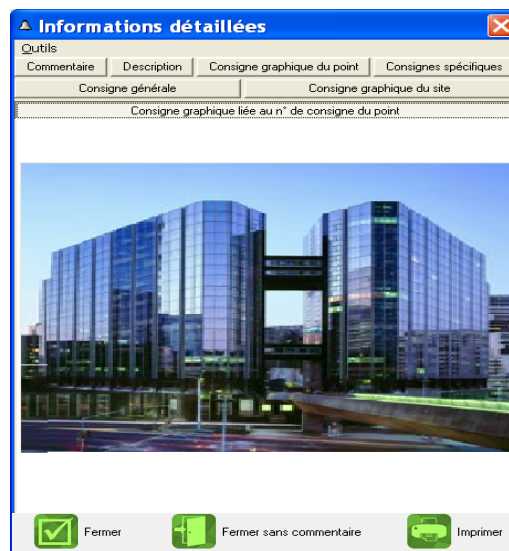 Informations détaillées
Outils
Commentaire Description Consigne graphique du point Consignes spécifiques
Consigne générale Consigne graphique du site
Consigne graphique liée au n° de consigne du point
Fermer Fermer sans commentaire Imprimer